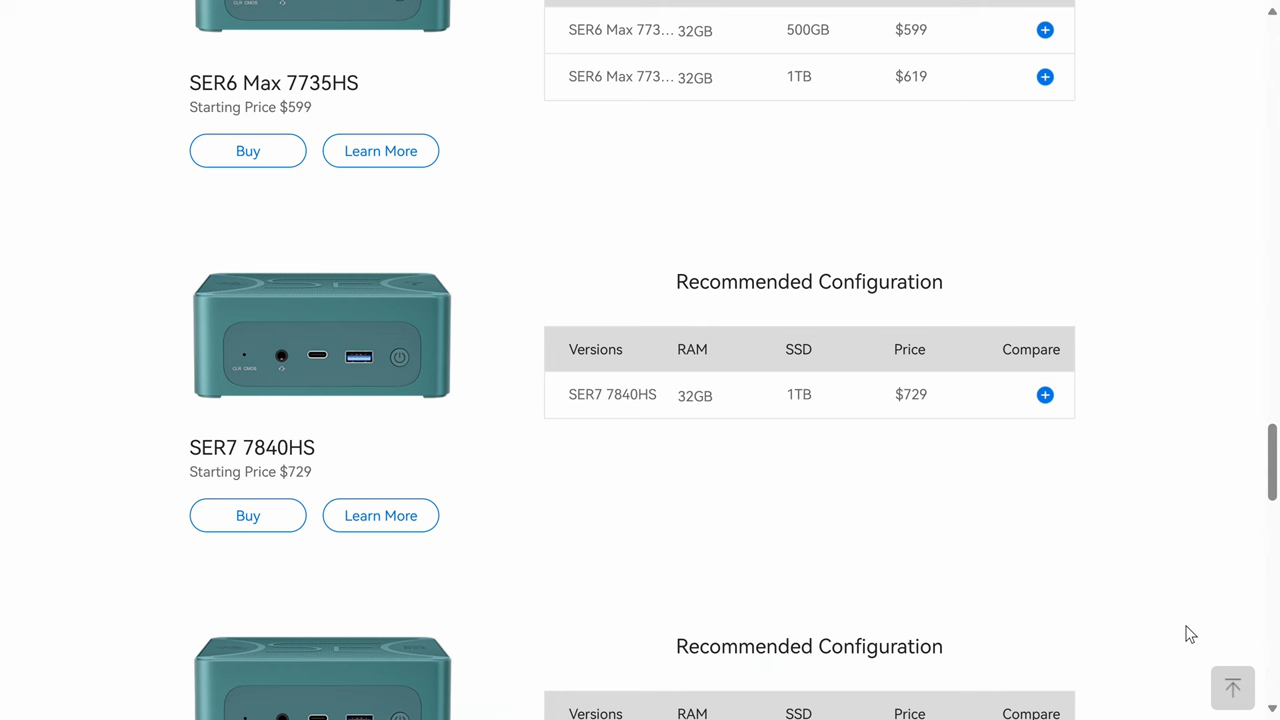 SER6 Max 773... 32GB 500GB $599
SER6 Max 773... 32GB 1TB $619
SER6 Max 7735HS
Starting Price $599
Buy Learn More
Recommended Configuration
Versions RAM SSD Price Compare
SER7 7840HS 32GB 1TB $729
CLR CMOS
SER7 7840HS
Starting Price $729
Buy Learn More
Recommended Configuration
Versions RAM SSD Price Compare